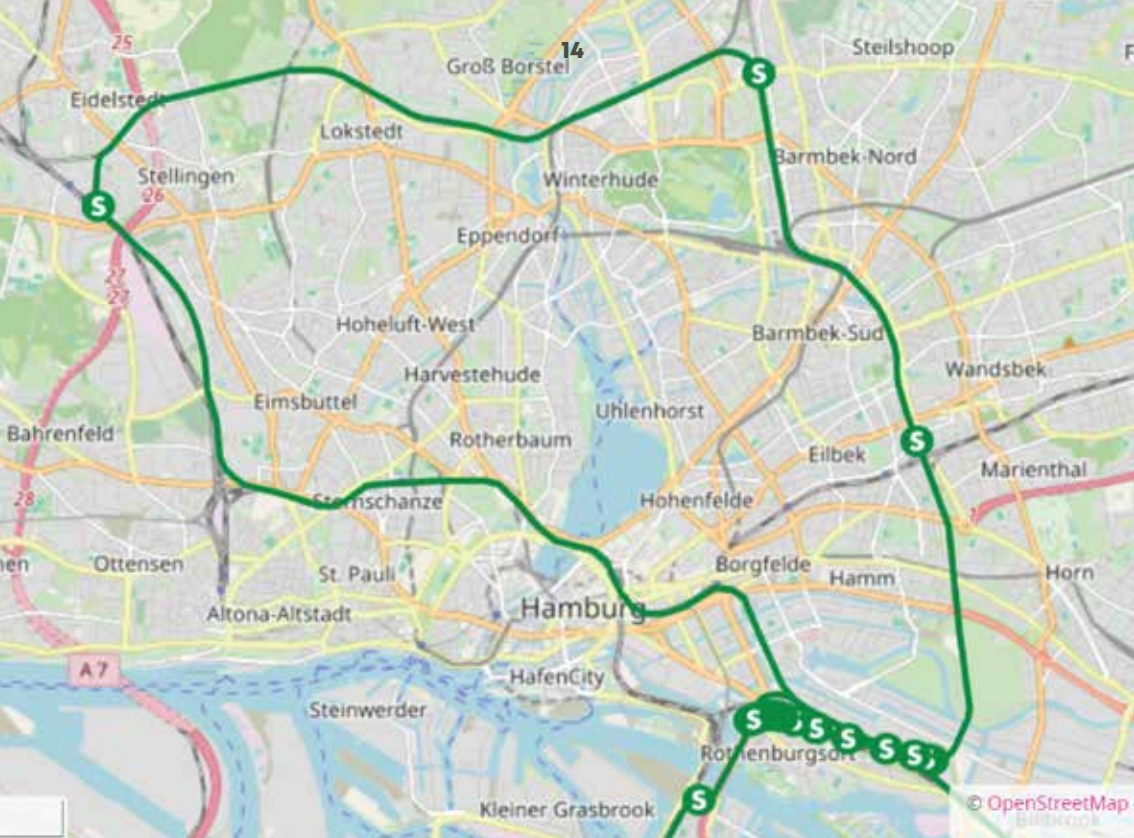 25
14
Steilshoop
Groß Borstel
Eidelstedt
Lokstedt
Barmbek-Nord
Stellingen
Winterhude
26
S
S
Eppendorf
27
27
Hoheluft-West
Barmbek-Süd
Harvestehude
Wandsbek
Eimsbüttel
Uhlenhorst
Bahrenfeld
Rotherbaum
S
Eilbek
Marienthal
28
Sternschanze
Hohenfelde
Ottensen
St. Pauli
Borgfelde
Hamm
Horn
Altona-Altstadt
Hamburg
A 7
HafenCity
Steinwerder
S
S
S
S
S
Rothenburgsort
S
Kleiner Grasbrook
© OpenStreetMap
Billbrook